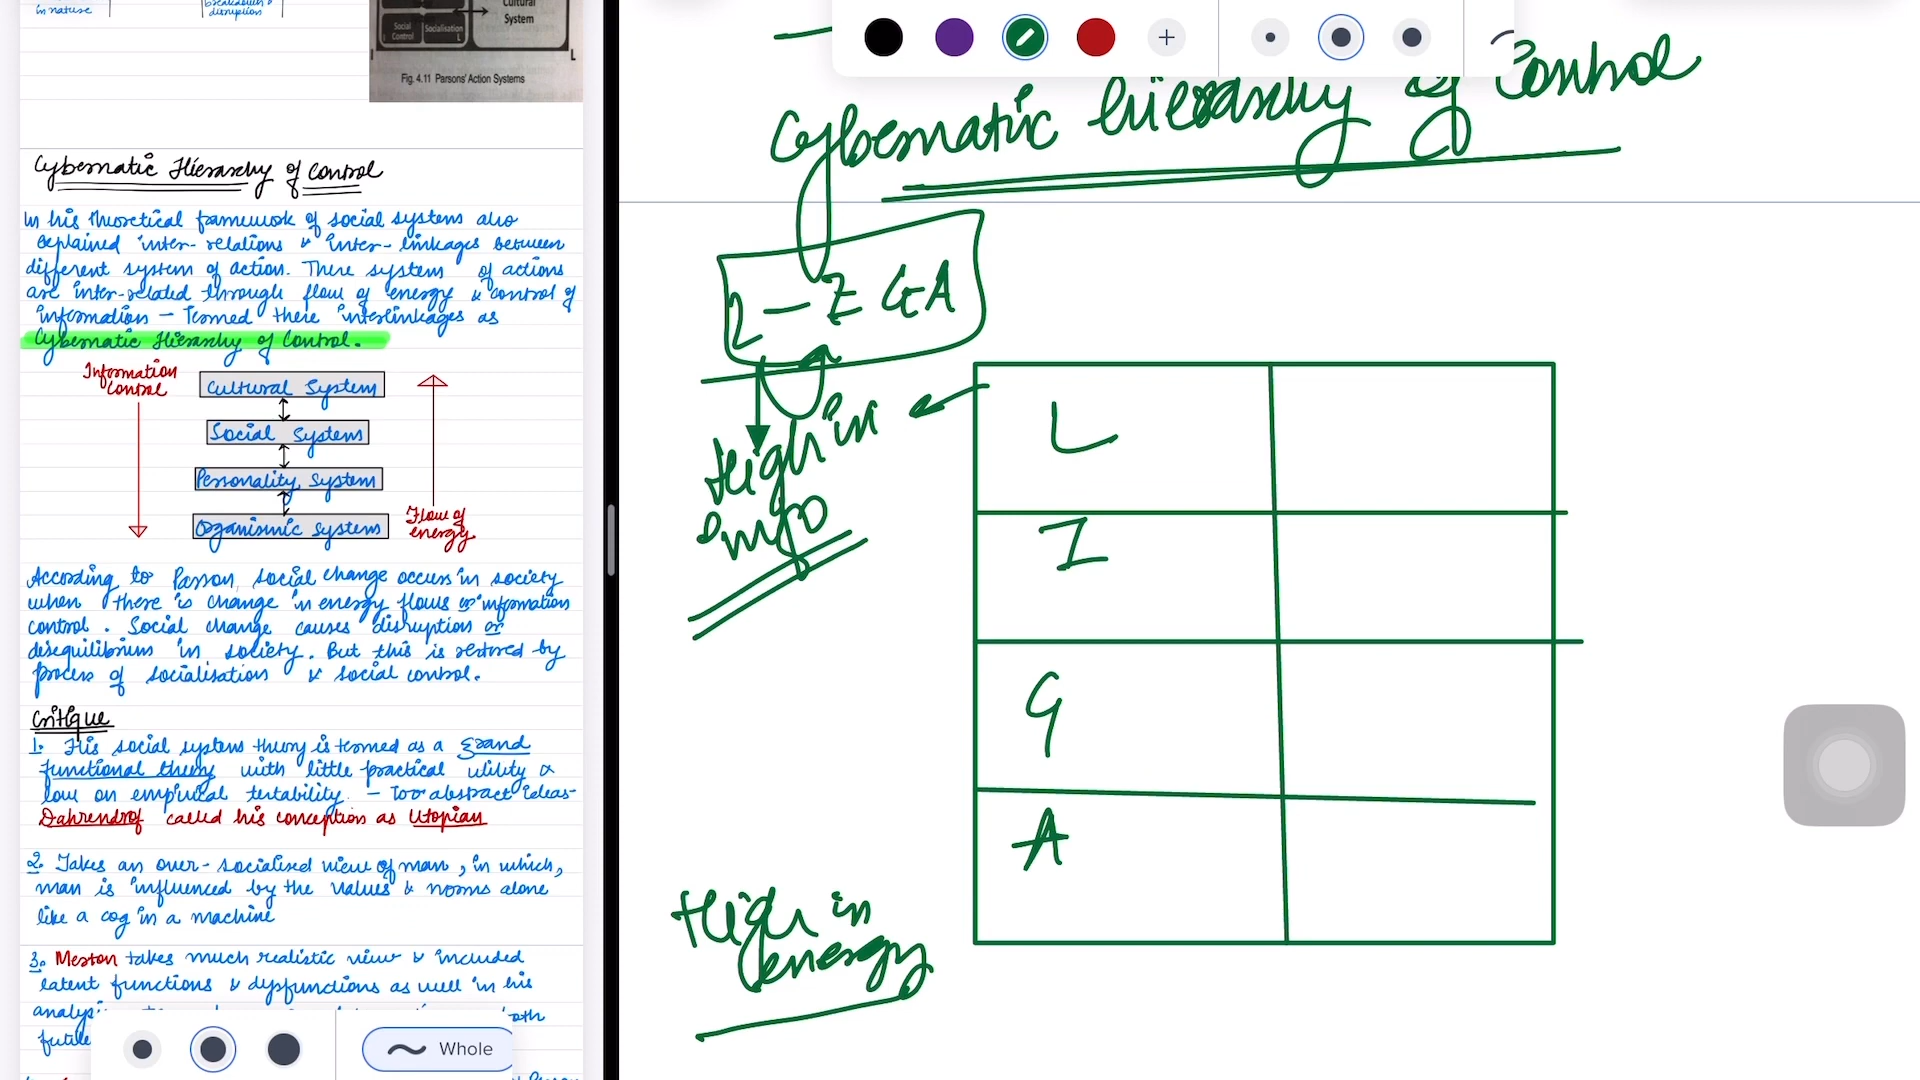 in nature
breakdown &
disruption
Cultural
System
Social
Control
Socialisation
L
L
Fig. 4.11 Parsons' Action Systems
Cybernatic Hierarchy of Control
In his theoretical framework of social systems also
explained inter-relations & inter-linkages between
different system of action. These system of actions
are inter-related through flow of energy & control of
information – Termed these interlinkages as
Cybernatic Hierarchy of Control.
Information
Control
Cultural System
Social System
Personality System
Organismic System
Flow of
energy
According to Parson, social change occurs in society
when there is change in energy flows or information
control. Social change causes disruption or
disequilibrium in society. But this is restored by
process of socialisation & social control.
Critique
1. His social system theory is termed as a Grand
functional theory with little practical utility &
low on empirical testability. – Too abstract ideas-
Dahrendrof called his conception as Utopian
2. Takes an over-socialised view of man, in which,
man is influenced by the values & norms alone
like a cog in a machine
3. Merton takes much realistic view & included
latent functions & dysfunctions as well in his
Whole
Cybernatic hierarchy of Control
L – I G A
High in
info
L
I
G
A
High in
energy